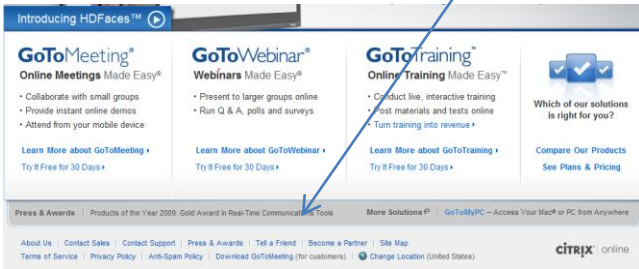 Introducing HDFaces™
GoToMeeting®
Online Meetings Made Easy®
• Collaborate with small groups
• Provide instant online demos
• Attend from your mobile device
Learn More about GoToMeeting
Try It Free for 30 Days
GoToWebinar®
Webinars Made Easy®
• Present to larger groups online
• Run Q & A, polls and surveys
Learn More about GoToWebinar
Try It Free for 30 Days
GoToTraining™
Online Training Made Easy™
• Conduct live, interactive training
• Post materials and tests online
• Turn training into revenue
Learn More about GoToTraining
Try It Free for 30 Days
Which of our solutions
is right for you?
Compare Our Products
See Plans & Pricing
Press & Awards | Products of the Year 2009: Gold Award in Real-Time Communications Tools More Solutions | GoToMyPC – Access Your Mac® or PC from Anywhere
About Us | Contact Sales | Contact Support | Press & Awards | Tell a Friend | Become a Partner | Site Map
Terms of Service | Privacy Policy | Anti-Spam Policy | Download GoToMeeting (for customers) | Change Location (United States)
CITRIX online